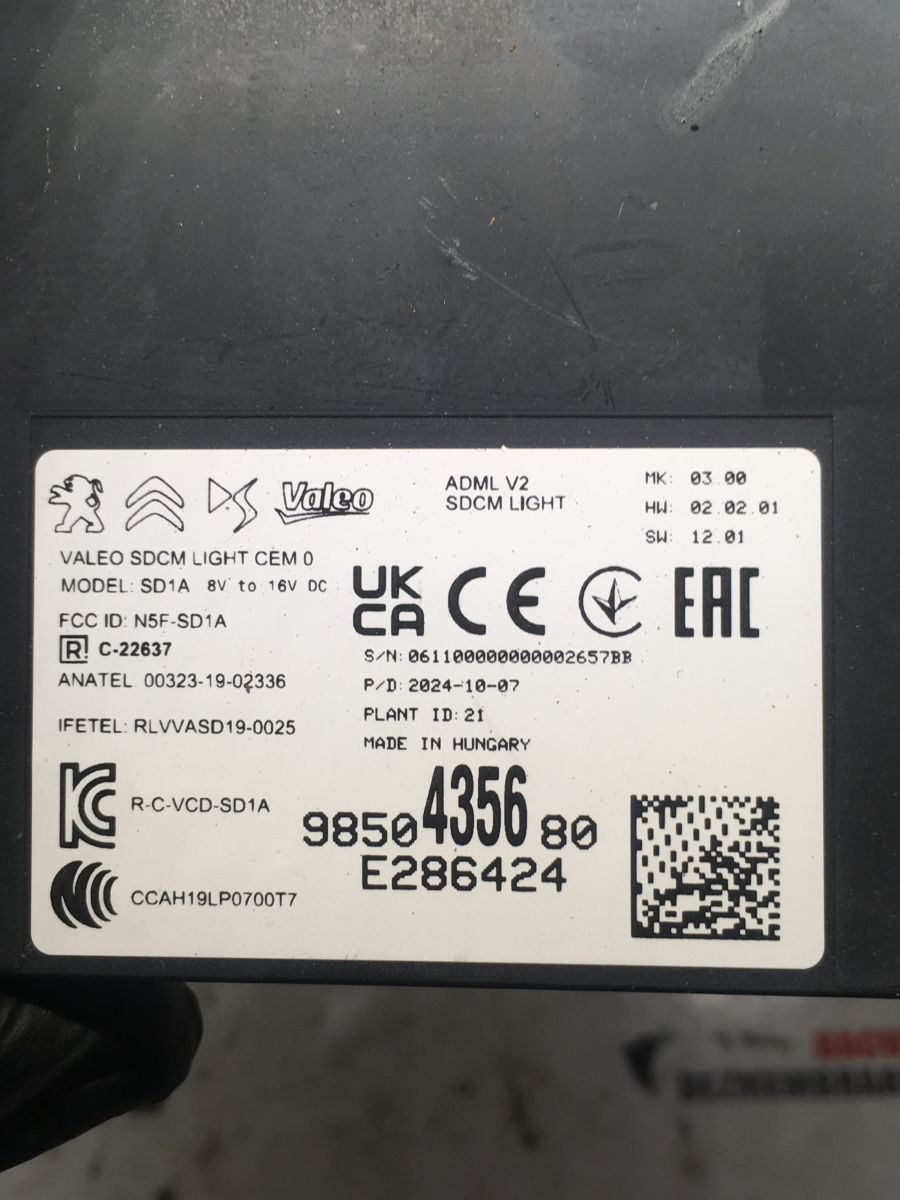 Valeo
ADML V2
SDCM LIGHT
MK: 03.00
HW: 02.02.01
SW: 12.01
VALEO SDCM LIGHT CEM 0
MODEL: SD1A 8V to 16V DC
FCC ID: N5F-SD1A
R! C-22637
ANATEL 00323-19-02336
IFETEL: RLVVASD19-0025
UK
CA CE EAC
S/N: 061100000000002657BB
P/D: 2024-10-07
PLANT ID: 21
MADE IN HUNGARY
R-C-VCD-SD1A
98504356 80
E286424
CCAH19LP0700T7